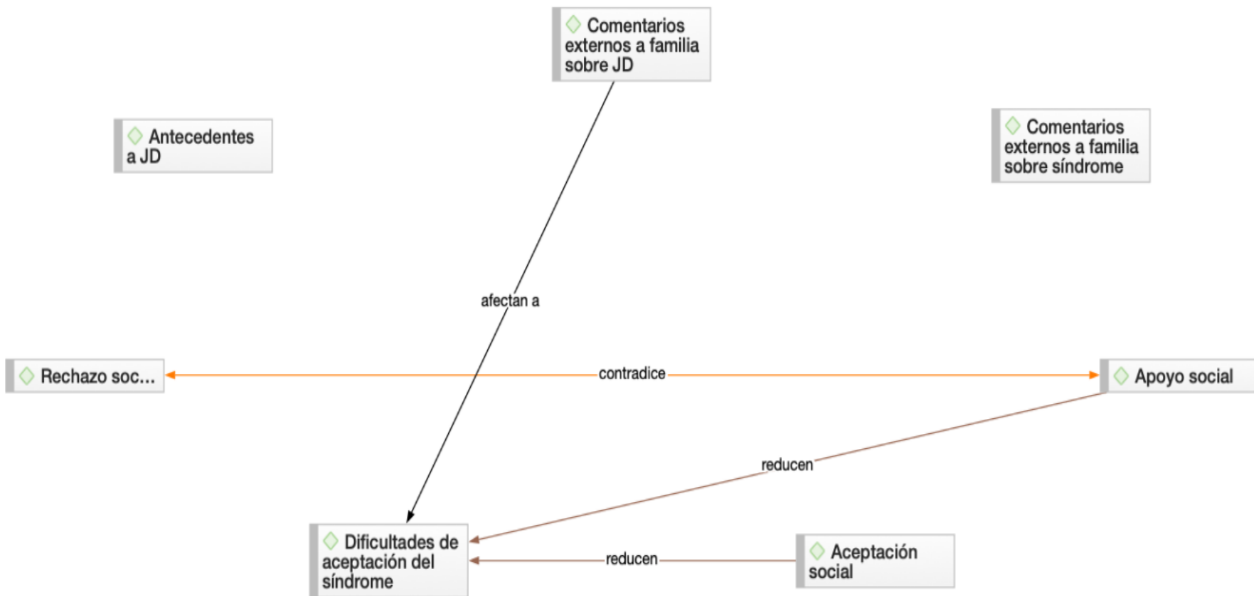 Comentarios
externos a familia
sobre JD
Antecedentes
a JD
Comentarios
externos a familia
sobre síndrome
afectan a
Rechazo soc...
contradice
Apoyo social
reducen
Dificultades de
aceptación del
síndrome
reducen
Aceptación
social